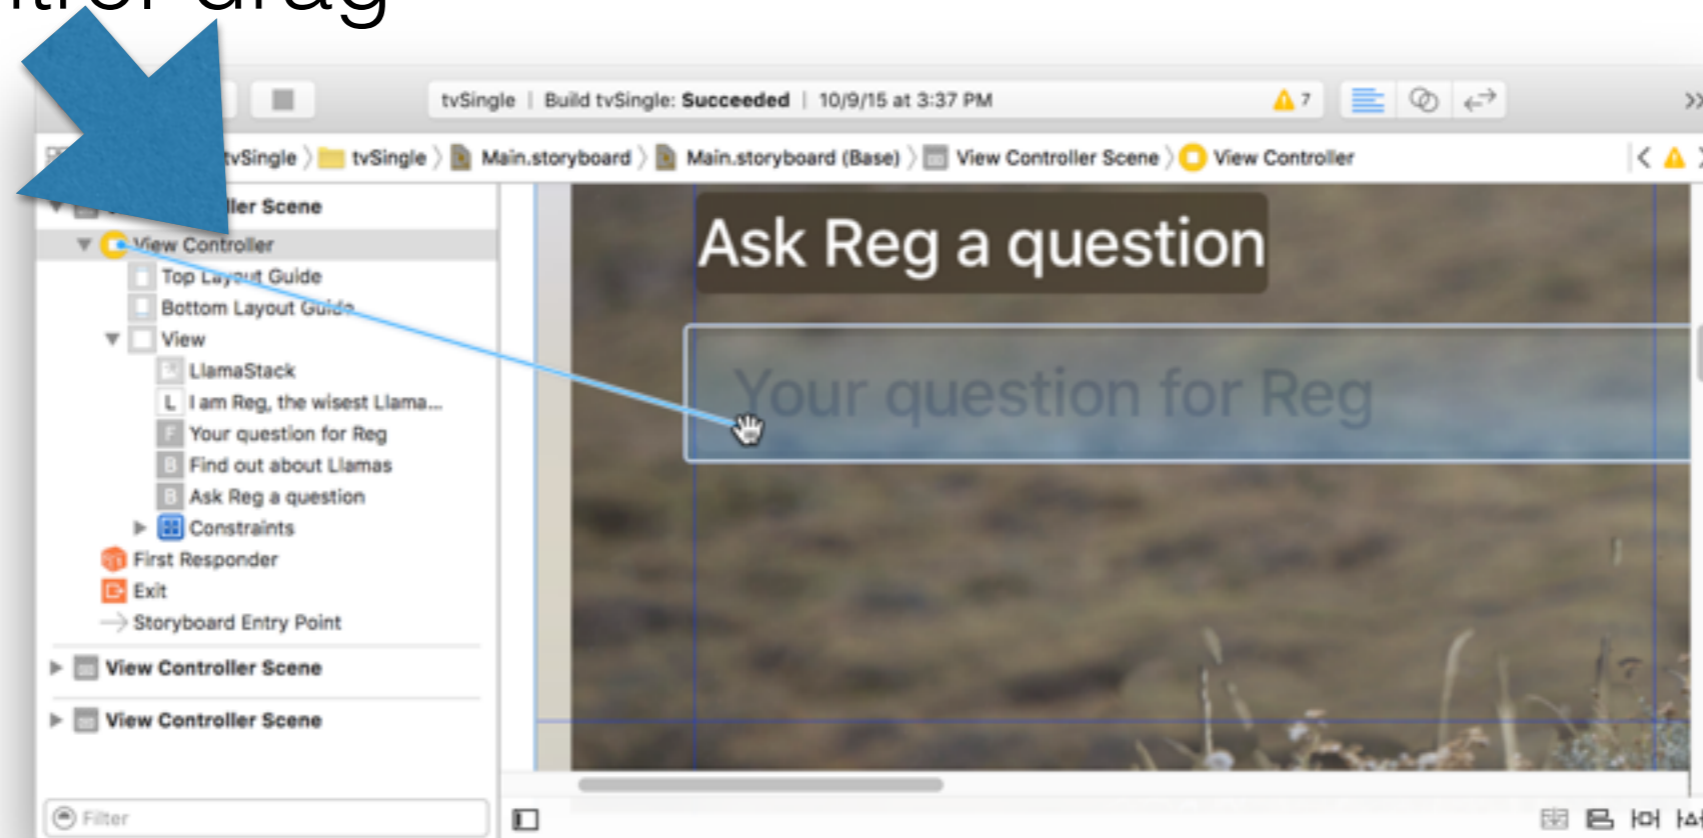 drag
tvSingle | Build tvSingle: Succeeded | 10/9/15 at 3:37 PM 7
tvSingle tvSingle Main.storyboard Main.storyboard (Base) View Controller Scene View Controller
ller Scene
View Controller
Top Layout Guide
Bottom Layout Guide
View
LlamaStack
L I am Reg, the wisest Llama...
F Your question for Reg
B Find out about Llamas
B Ask Reg a question
Constraints
First Responder
Exit
Storyboard Entry Point
View Controller Scene
View Controller Scene
Filter
Ask Reg a question
Your question for Reg